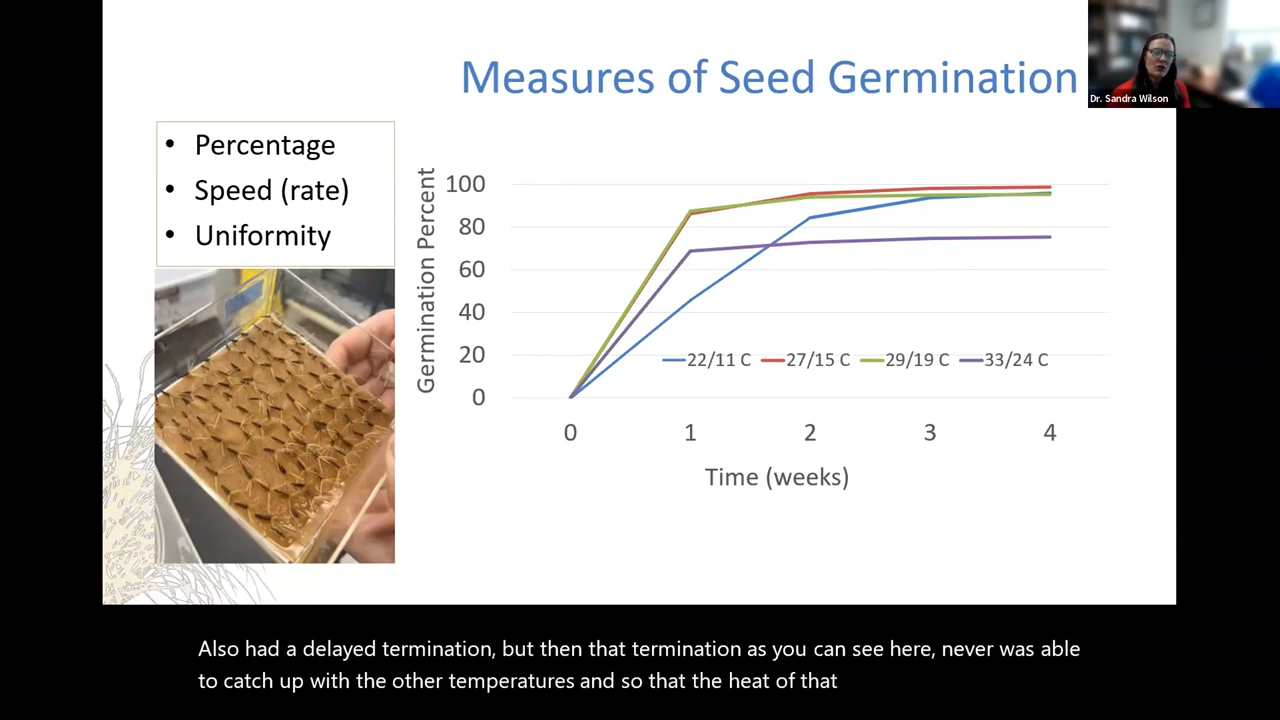 Measures of Seed Germination
Dr. Sandra Wilson
• Percentage
• Speed (rate)
• Uniformity
Germination Percent
100
80
60
40
20
0
22/11 C 27/15 C 29/19 C 33/24 C
0 1 2 3 4
Time (weeks)
Also had a delayed termination, but then that termination as you can see here, never was able
to catch up with the other temperatures and so that the heat of that